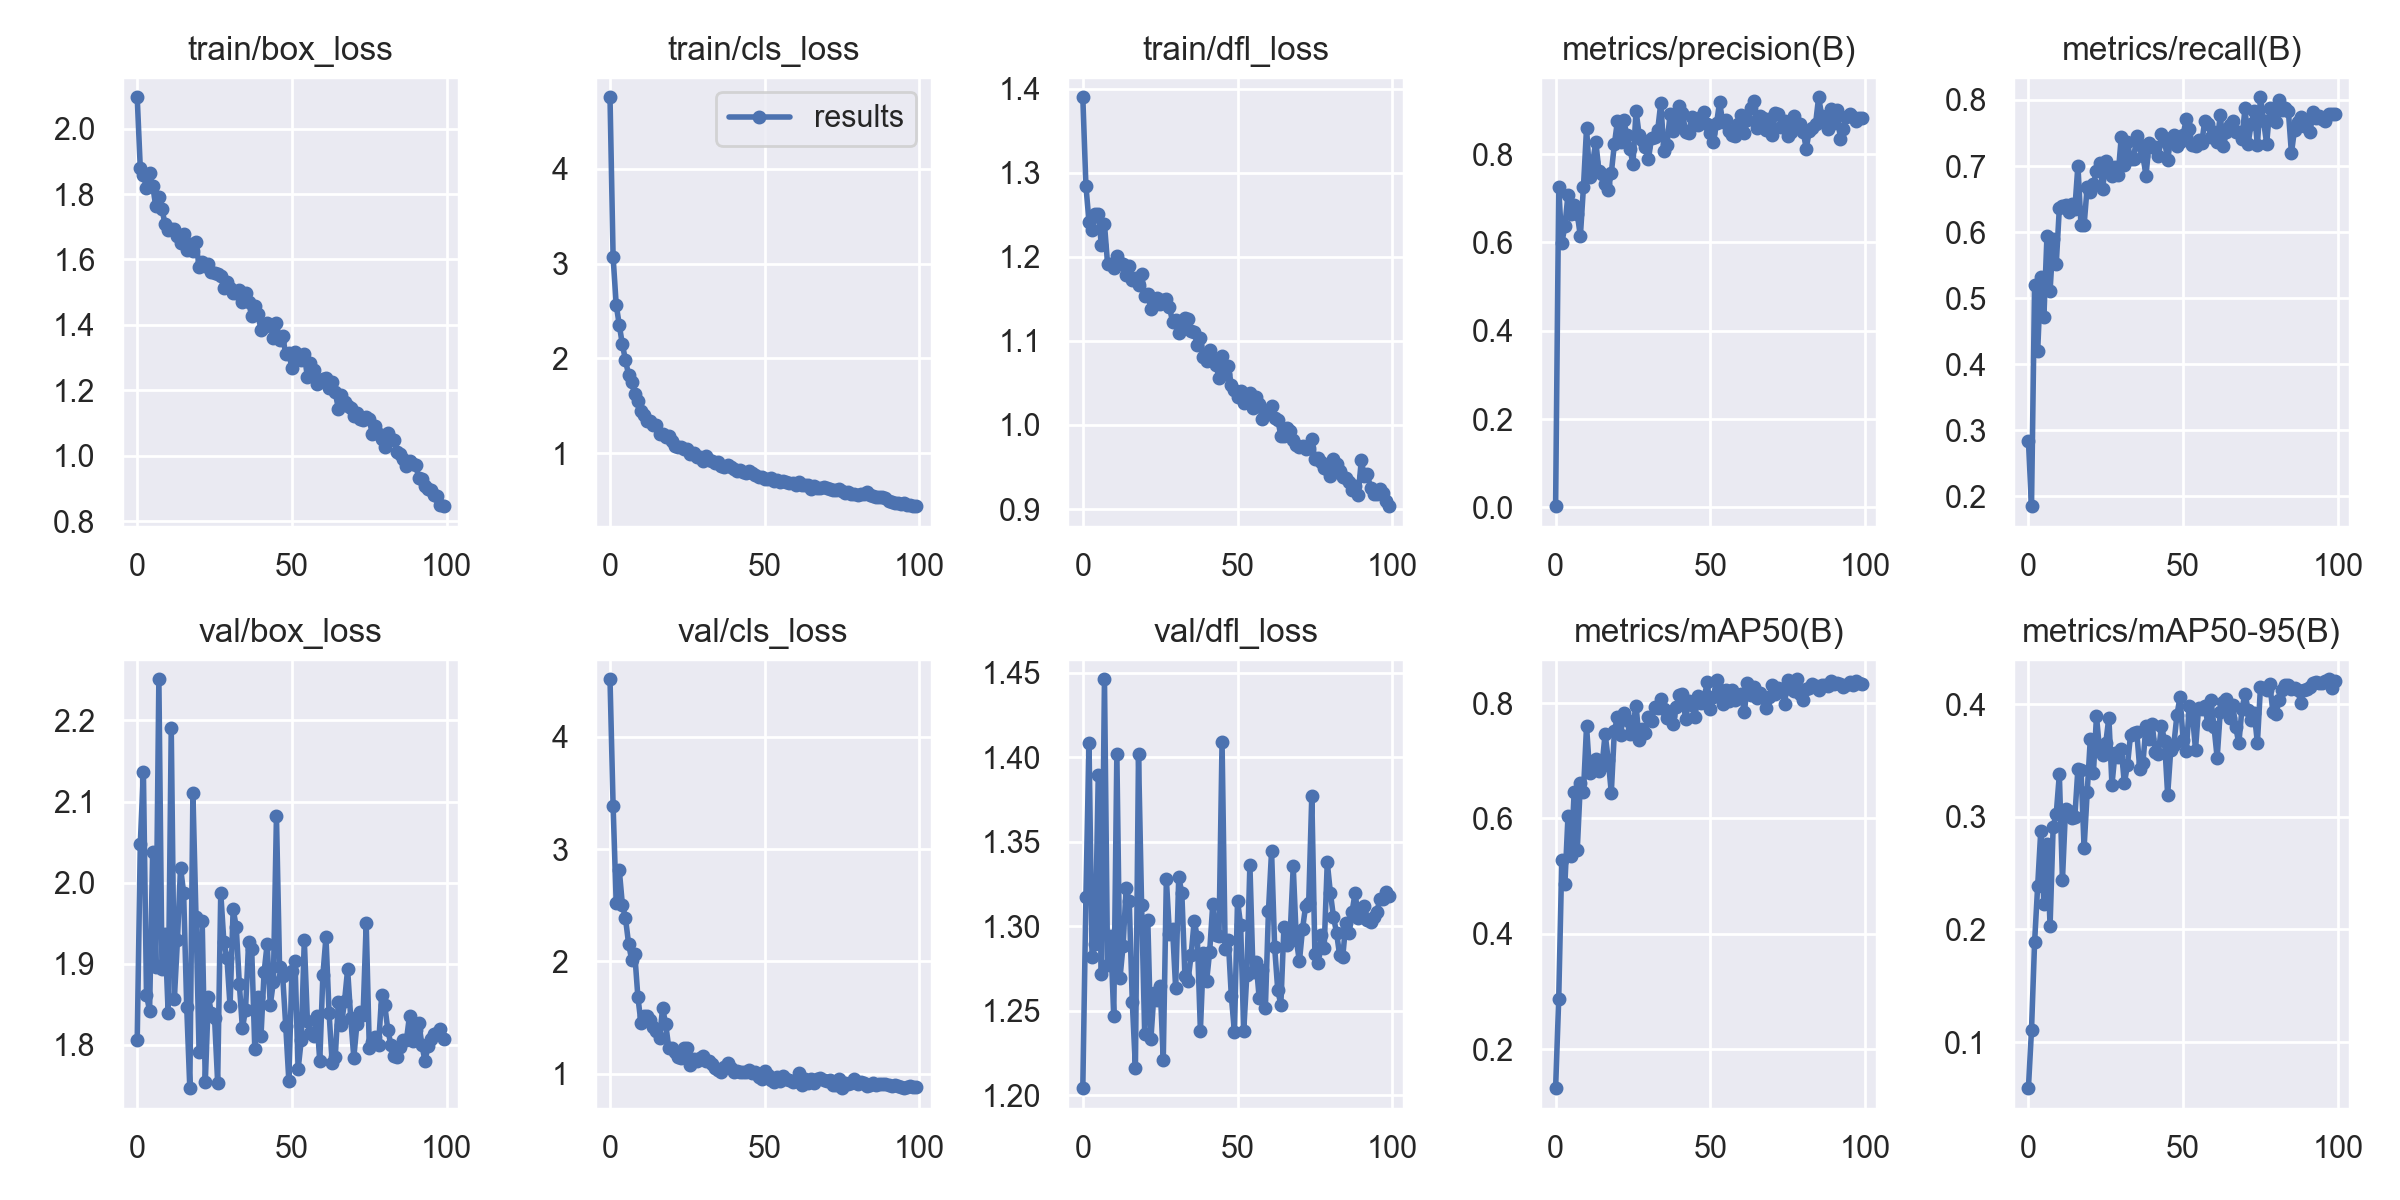 train/box_loss
2.0
1.8
1.6
1.4
1.2
1.0
0.8
0 50 100
train/cls_loss
results
4
3
2
1
0 50 100
train/dfl_loss
1.4
1.3
1.2
1.1
1.0
0.9
0 50 100
metrics/precision(B)
0.8
0.6
0.4
0.2
0.0
0 50 100
metrics/recall(B)
0.8
0.7
0.6
0.5
0.4
0.3
0.2
0 50 100
val/box_loss
2.2
2.1
2.0
1.9
1.8
0 50 100
val/cls_loss
4
3
2
1
0 50 100
val/dfl_loss
1.45
1.40
1.35
1.30
1.25
1.20
0 50 100
metrics/mAP50(B)
0.8
0.6
0.4
0.2
0 50 100
metrics/mAP50-95(B)
0.4
0.3
0.2
0.1
0 50 100